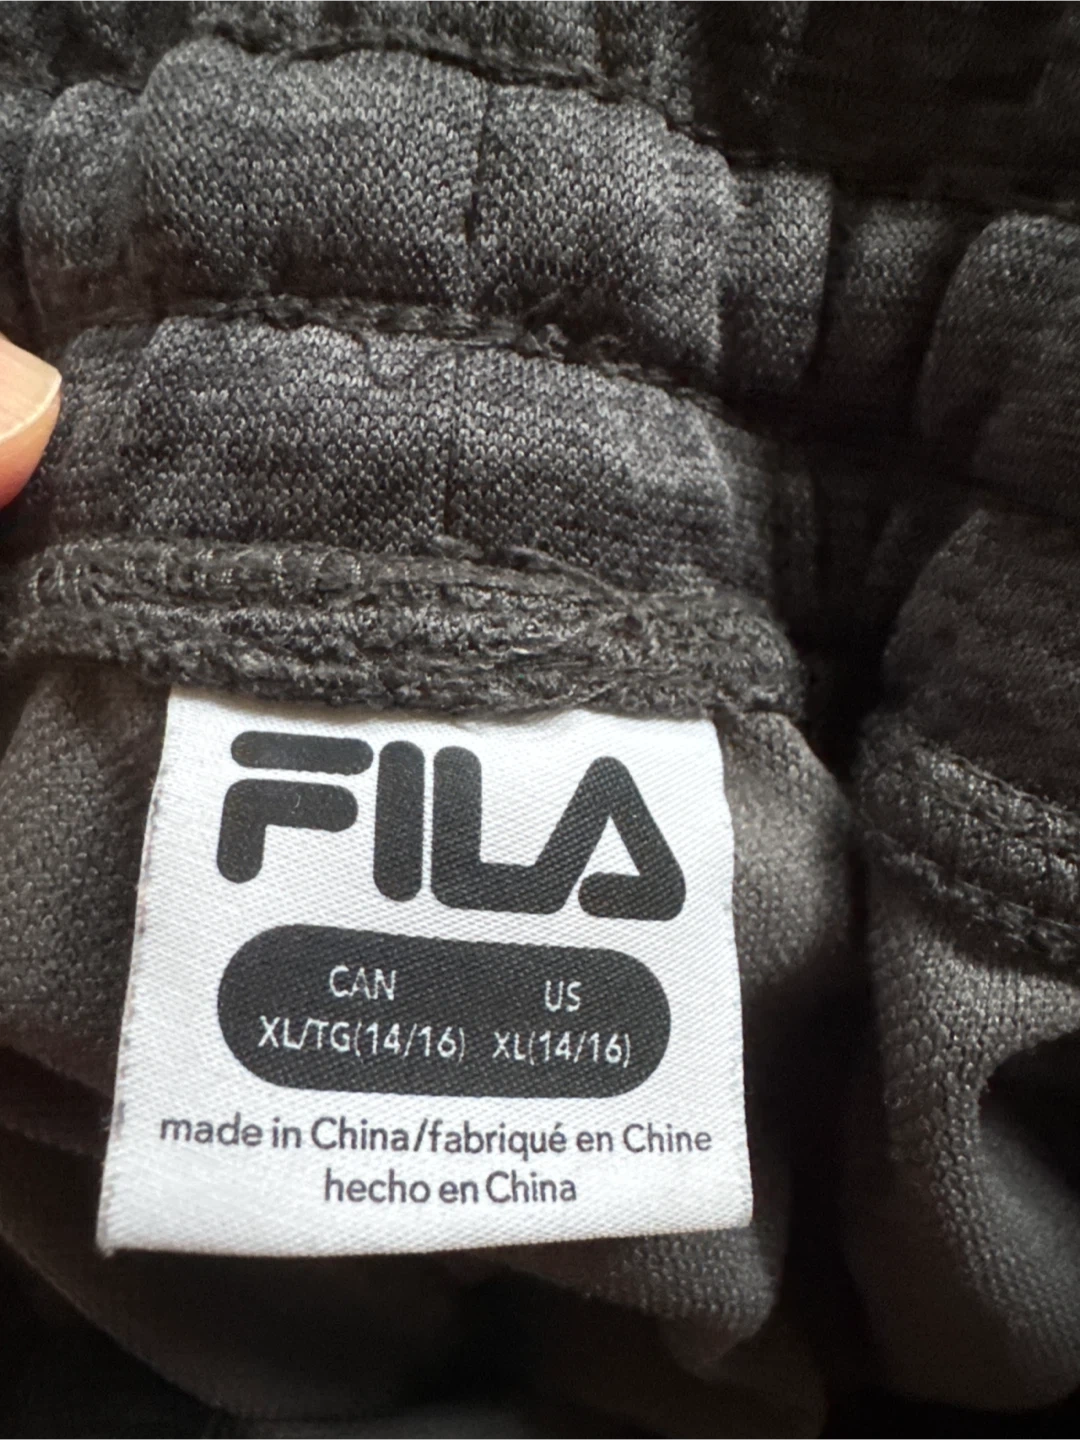 FILA
CAN US
XL/TG(14/16) XL(14/16)
made in China/fabriqué en Chine
hecho en China